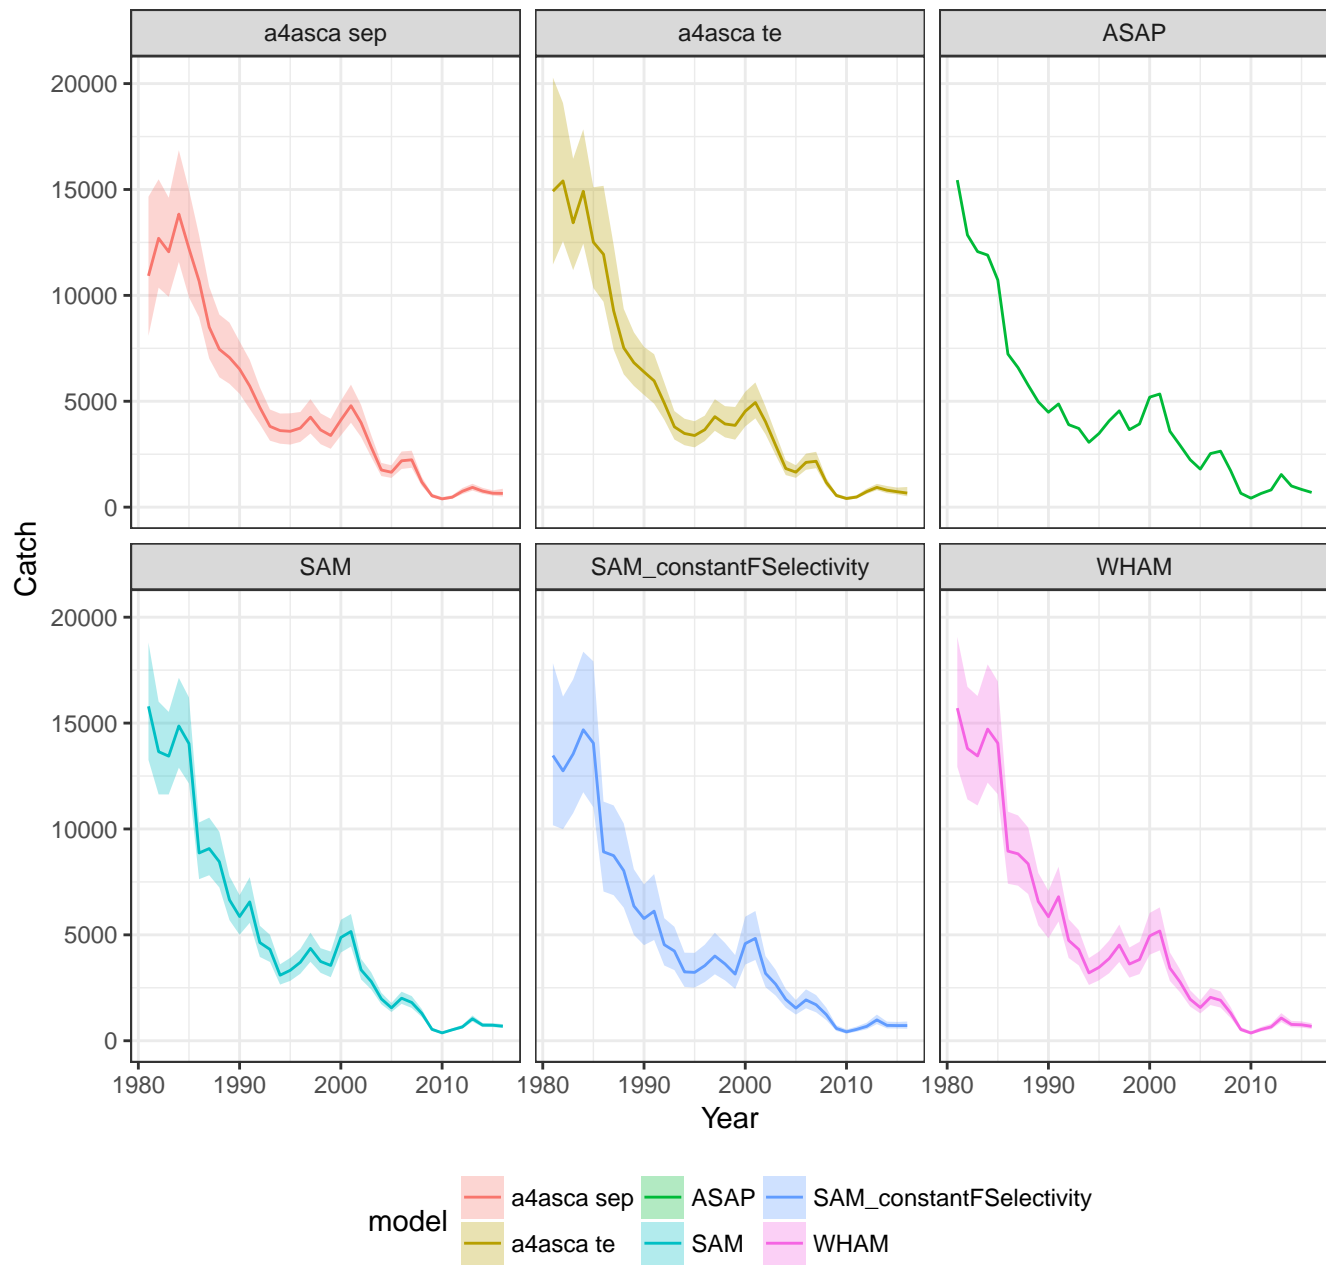 a4asca sep a4asca te ASAP
20000
15000
10000
5000
0
Catch
SAM SAM_constantFSelectivity WHAM
20000
15000
10000
5000
0
1980 1990 2000 2010 1980 1990 2000 2010 1980 1990 2000 2010
Year
model
a4asca sep ASAP SAM_constantFSelectivity
a4asca te SAM WHAM